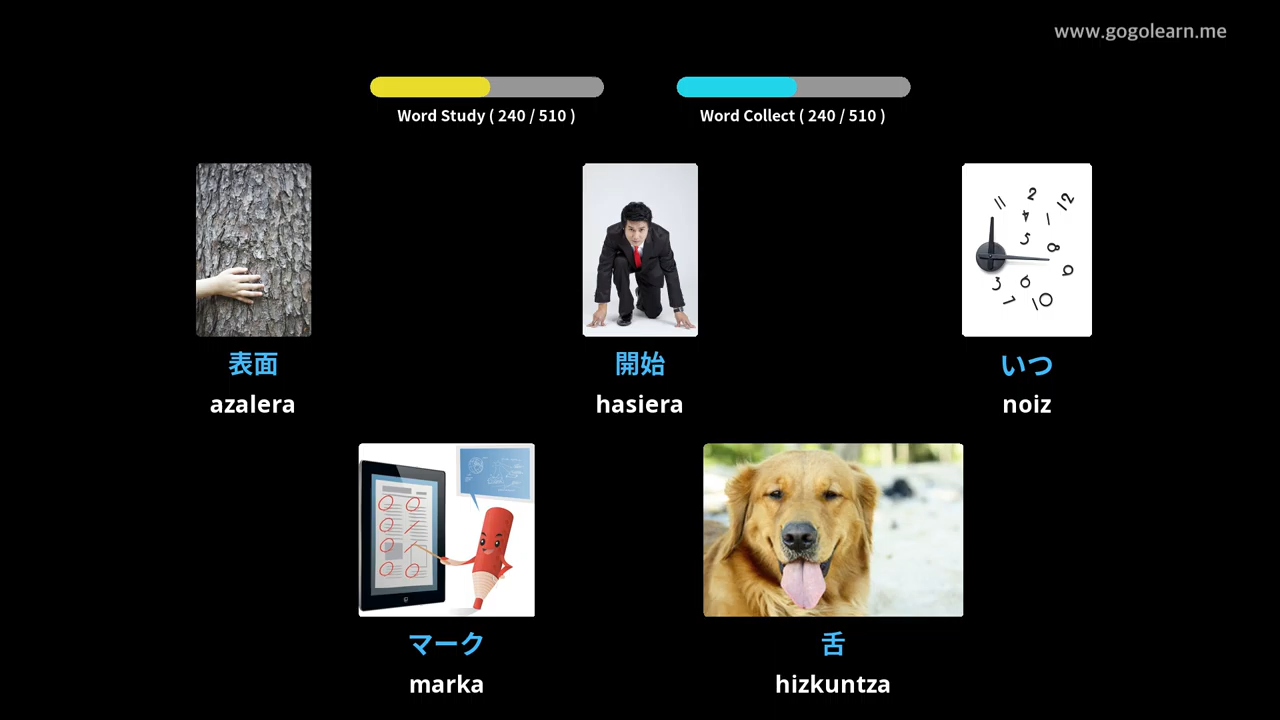 www.gogolearn.me
Word Study ( 240 / 510 )
Word Collect ( 240 / 510 )
表面
azalera
開始
hasiera
いつ
noiz
マーク
marka
舌
hizkuntza